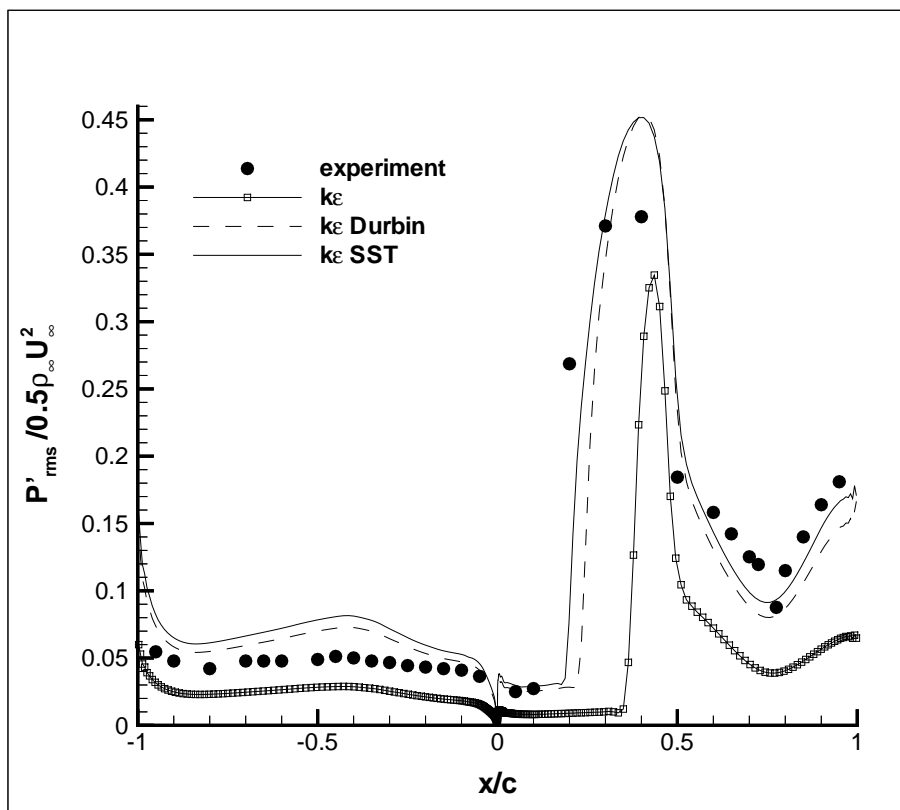 0.45
0.4
0.35
0.3
0.25
0.2
0.15
0.1
0.05
0
-1
-0.5
0
0.5
1
experiment
kε
kε Durbin
kε SST
P'rms/0.5ρ∞U²∞
x/c